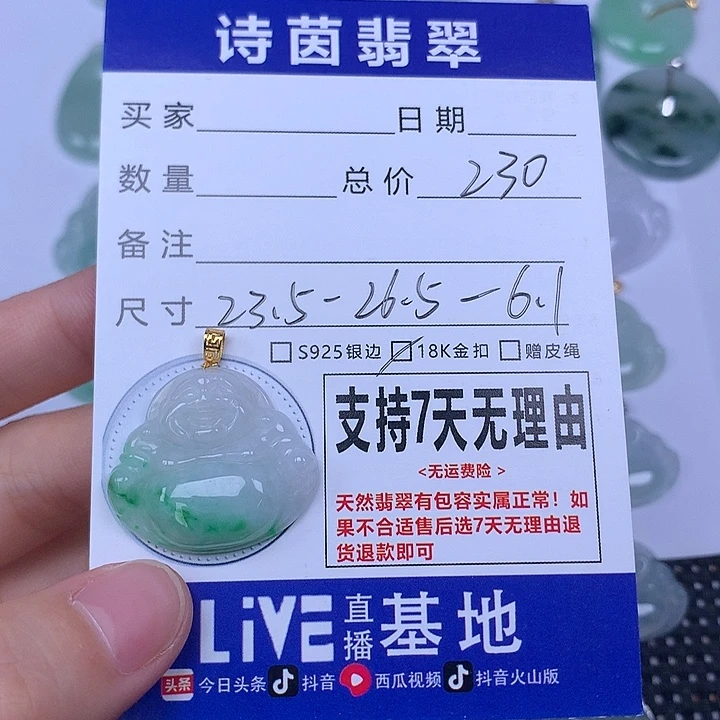 诗茵翡翠
买家 日期
数量 总价 230
备注
尺寸 23.5-26.5-6.1
S925银边 18K金扣 赠皮绳
支持7天无理由
<无运费险>
天然翡翠有包容实属正常！如
果不合适售后选7天无理由退
货退款即可
LiVE直播基地
头条 今日头条 抖音 西瓜视频 抖音火山版